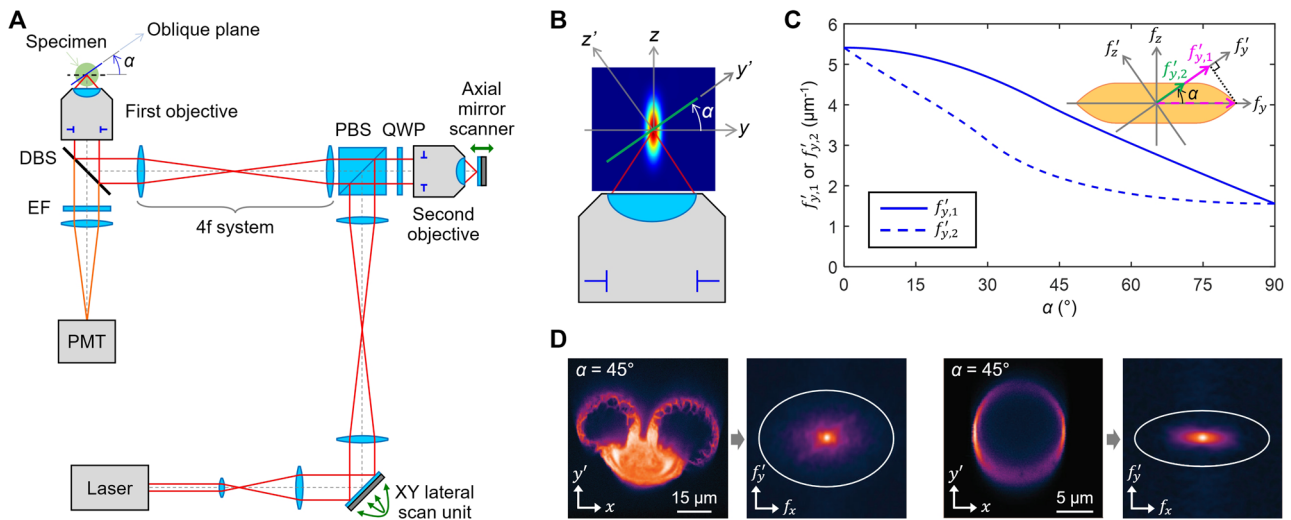 A
Specimen
Oblique plane
α
First objective
DBS
EF
PMT
4f system
PBS QWP
Axial
mirror
scanner
Second
objective
Laser
XY lateral
scan unit
B
z′
z
y′
α
y
C
f′y,1 or f′y,2 (μm⁻¹)
6
5
4
3
2
1
0
0
15
30
45
60
75
90
α (°)
f′y,1
f′y,2
f′z
fz
f′y,1
f′y
f′y,2
α
fy
D
α = 45°
y′
x
15 μm
f′y
fx
α = 45°
y′
x
5 μm
f′y
fx